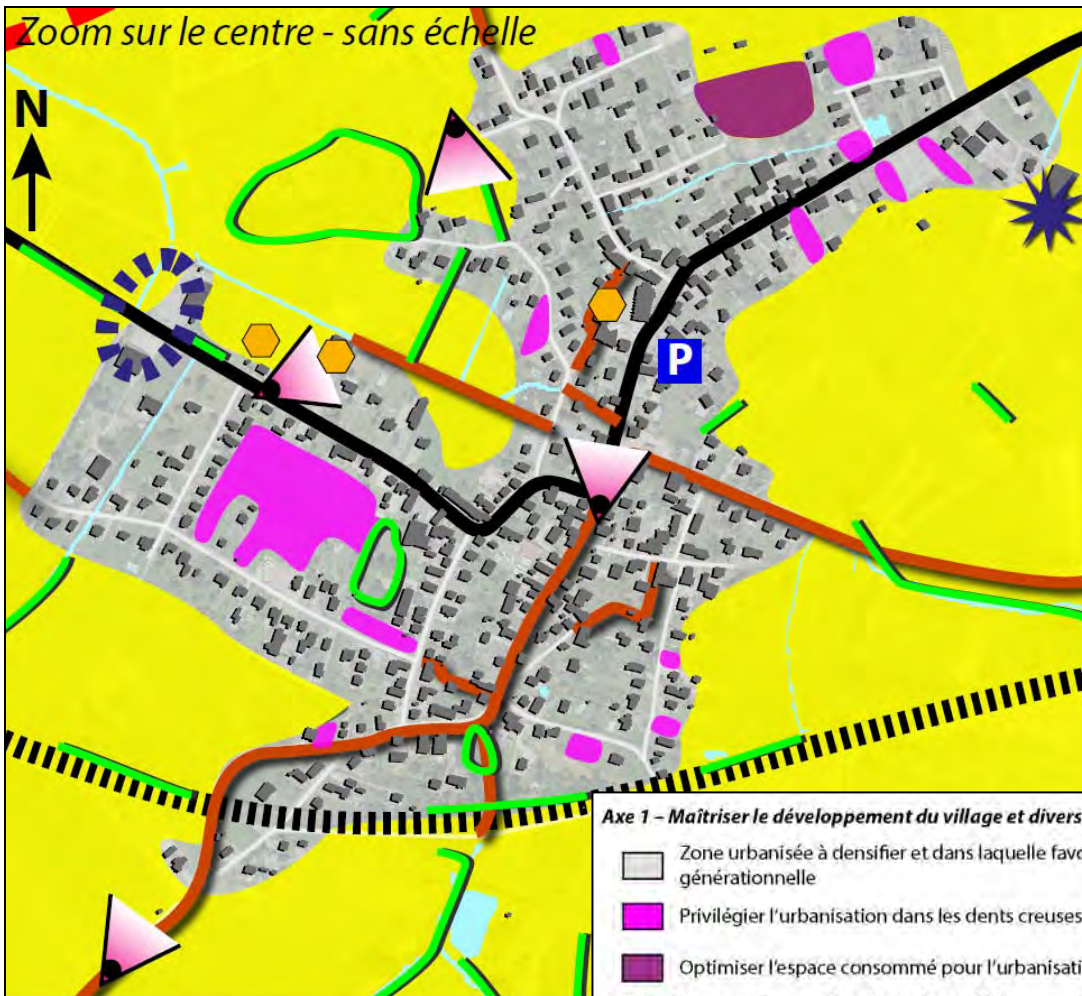 Zoom sur le centre - sans échelle
N
P
Axe 1 – Maîtriser le développement du village et divers
Zone urbanisée à densifier et dans laquelle favo
générationnelle
Privilégier l'urbanisation dans les dents creuses
Optimiser l'espace consommé pour l'urbanisati